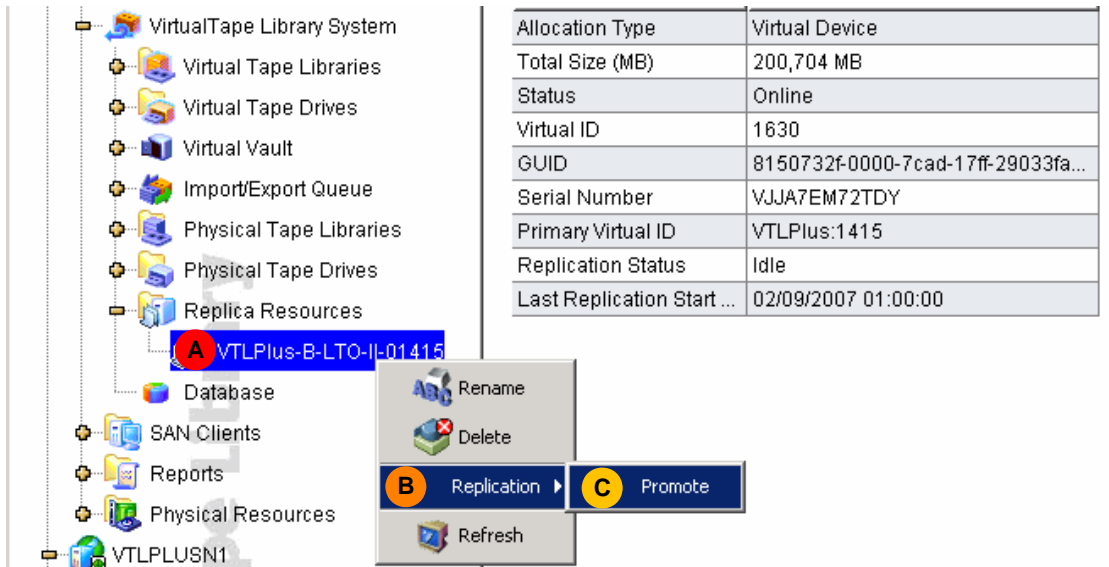 VirtualTape Library System
Virtual Tape Libraries
Virtual Tape Drives
Virtual Vault
Import/Export Queue
Physical Tape Libraries
Physical Tape Drives
Replica Resources
A VTLPlus-B-LTO-II-01415
Database
SAN Clients
Reports
Physical Resources
VTLPLUSN1
pe Library
ABC Rename
Delete
B Replication
C Promote
Refresh
Allocation Type Virtual Device
Total Size (MB) 200,704 MB
Status Online
Virtual ID 1630
GUID 8150732f-0000-7cad-17ff-29033fa...
Serial Number VJJA7EM72TDY
Primary Virtual ID VTLPlus:1415
Replication Status Idle
Last Replication Start ... 02/09/2007 01:00:00